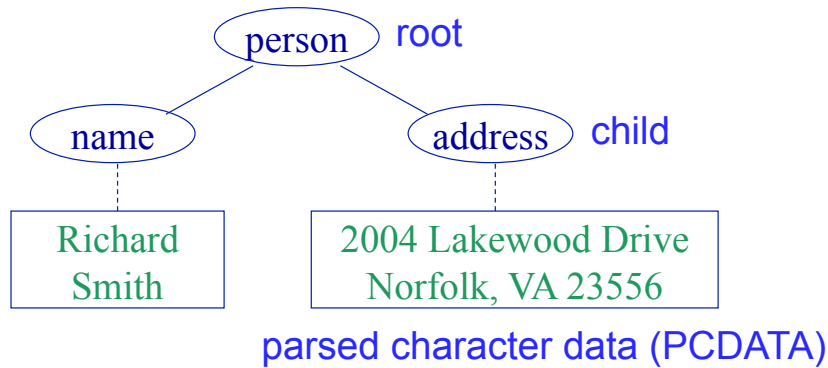 person
root
name
address
child
Richard
Smith
2004 Lakewood Drive
Norfolk, VA 23556
parsed character data (PCDATA)